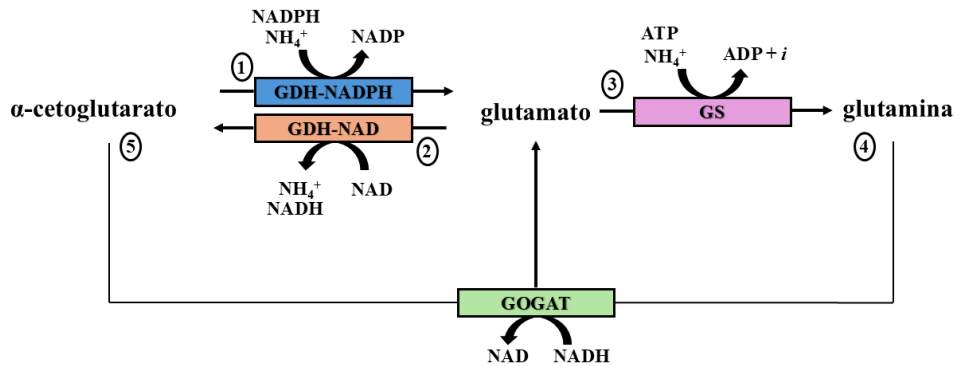 NADPH
NH₄⁺
NADP
1
GDH-NADPH
α-cetoglutarato
GDH-NAD
2
5
NH₄⁺
NADH
NAD
glutamato
ATP
NH₄⁺
ADP + i
3
GS
glutamina
4
GOGAT
NAD
NADH